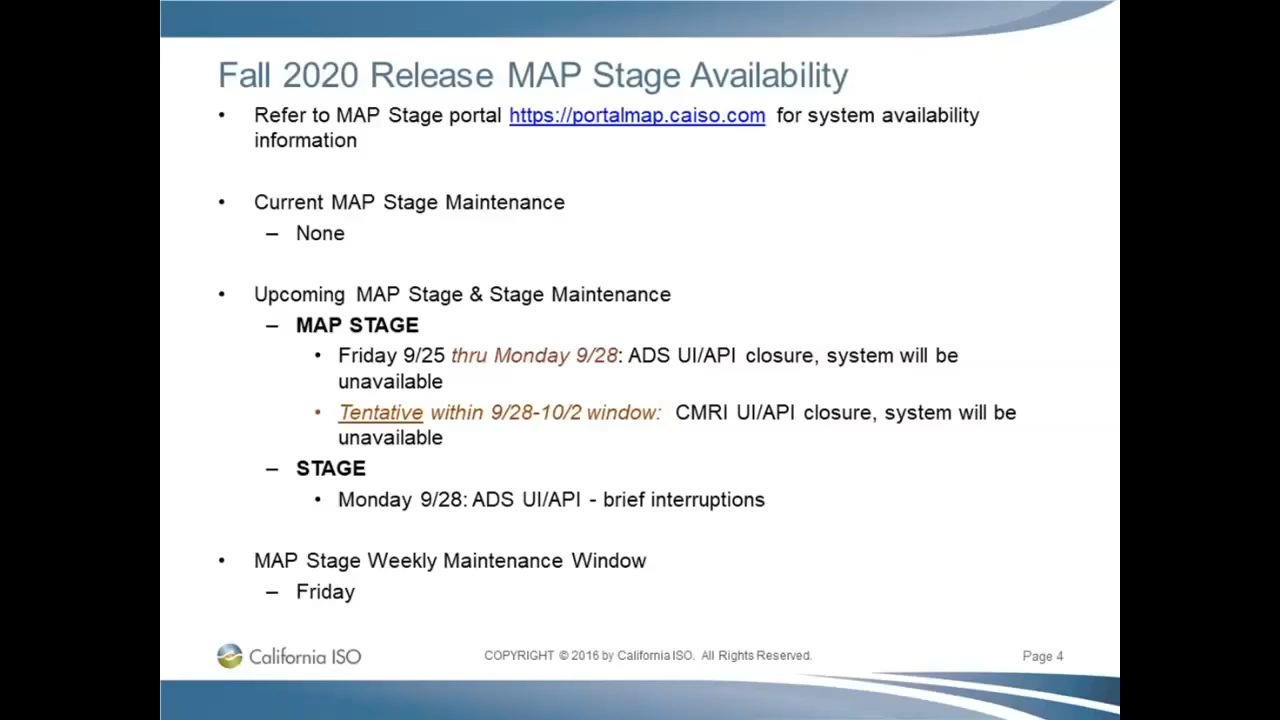 Fall 2020 Release MAP Stage Availability
• Refer to MAP Stage portal https://portalmap.caiso.com for system availability
information
• Current MAP Stage Maintenance
– None
• Upcoming MAP Stage & Stage Maintenance
– MAP STAGE
• Friday 9/25 thru Monday 9/28: ADS UI/API closure, system will be
unavailable
• Tentative within 9/28-10/2 window: CMRI UI/API closure, system will be
unavailable
– STAGE
• Monday 9/28: ADS UI/API - brief interruptions
• MAP Stage Weekly Maintenance Window
– Friday
California ISO
COPYRIGHT © 2016 by California ISO. All Rights Reserved.
Page 4